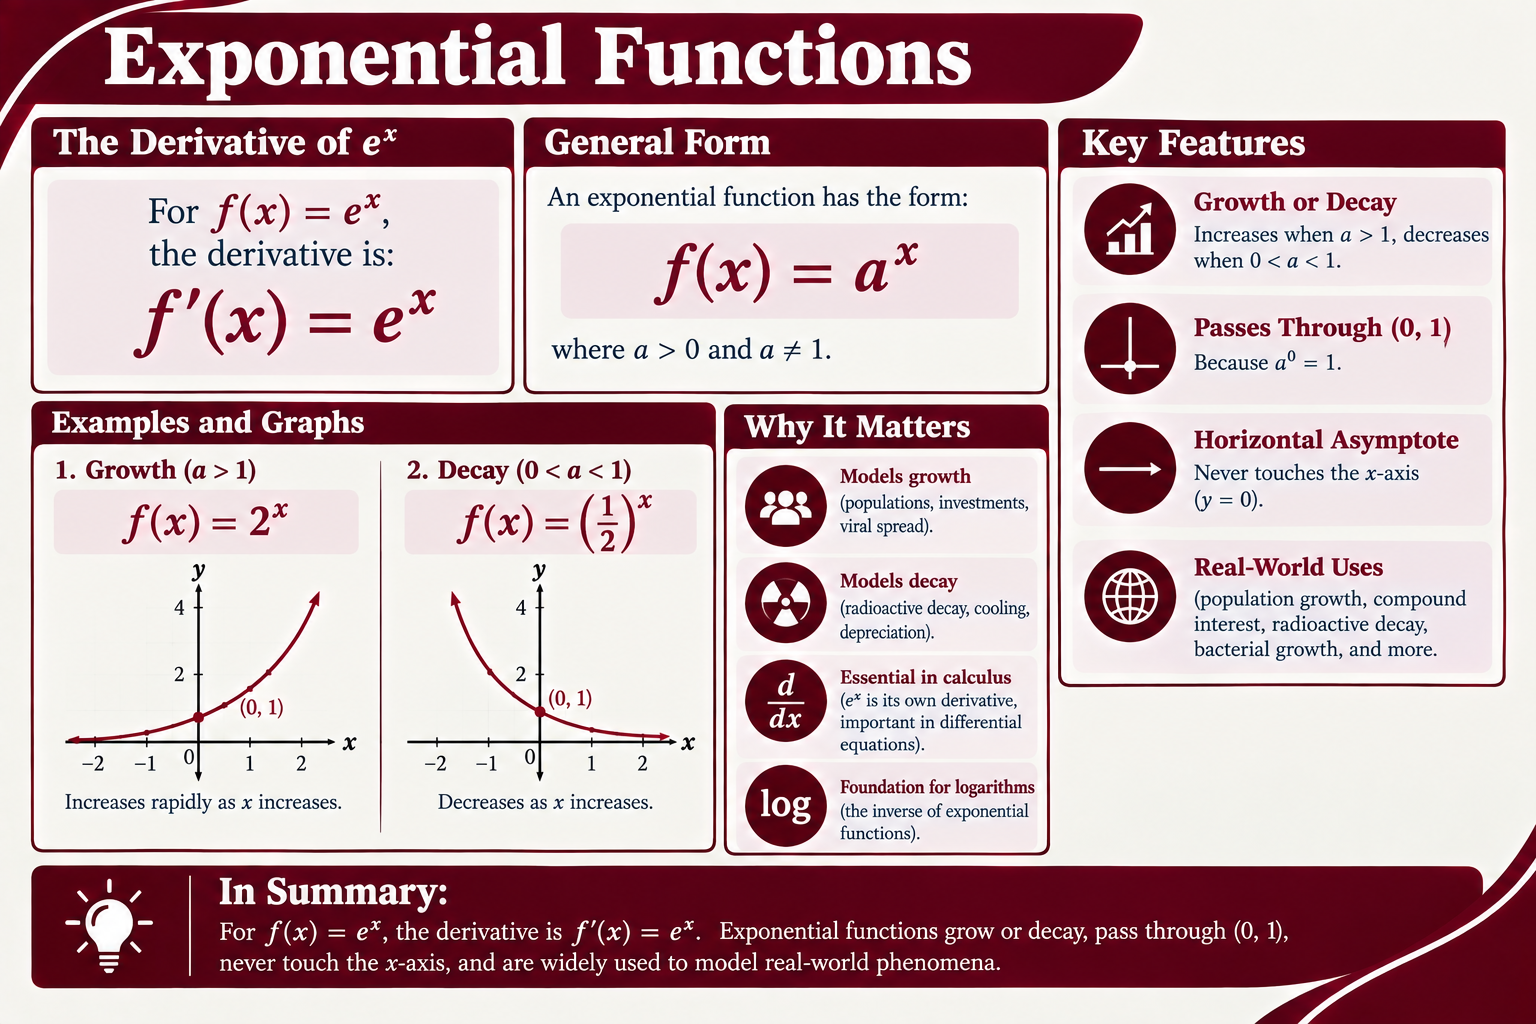 Exponential Functions
The Derivative of eˣ
For f(x) = eˣ,
the derivative is:
f′(x) = eˣ
General Form
An exponential function has the form:
f(x) = aˣ
where a > 0 and a ≠ 1.
Key Features
Growth or Decay
Increases when a > 1, decreases
when 0 < a < 1.
Passes Through (0, 1)
Because a⁰ = 1.
Horizontal Asymptote
Never touches the x-axis
(y = 0).
Real-World Uses
(population growth, compound
interest, radioactive decay,
bacterial growth, and more.
Examples and Graphs
1. Growth (a > 1)
f(x) = 2ˣ
y
4
2
(0, 1)
x
−2 −1 0 1 2
Increases rapidly as x increases.
2. Decay (0 < a < 1)
f(x) = (1/2)ˣ
y
4
2
(0, 1)
x
−2 −1 0 1 2
Decreases as x increases.
Why It Matters
Models growth
(populations, investments,
viral spread).
Models decay
(radioactive decay, cooling,
depreciation).
d/dx
Essential in calculus
(eˣ is its own derivative,
important in differential
equations).
log
Foundation for logarithms
(the inverse of exponential
functions).
In Summary:
For f(x) = eˣ, the derivative is f′(x) = eˣ. Exponential functions grow or decay, pass through (0, 1),
never touch the x-axis, and are widely used to model real-world phenomena.